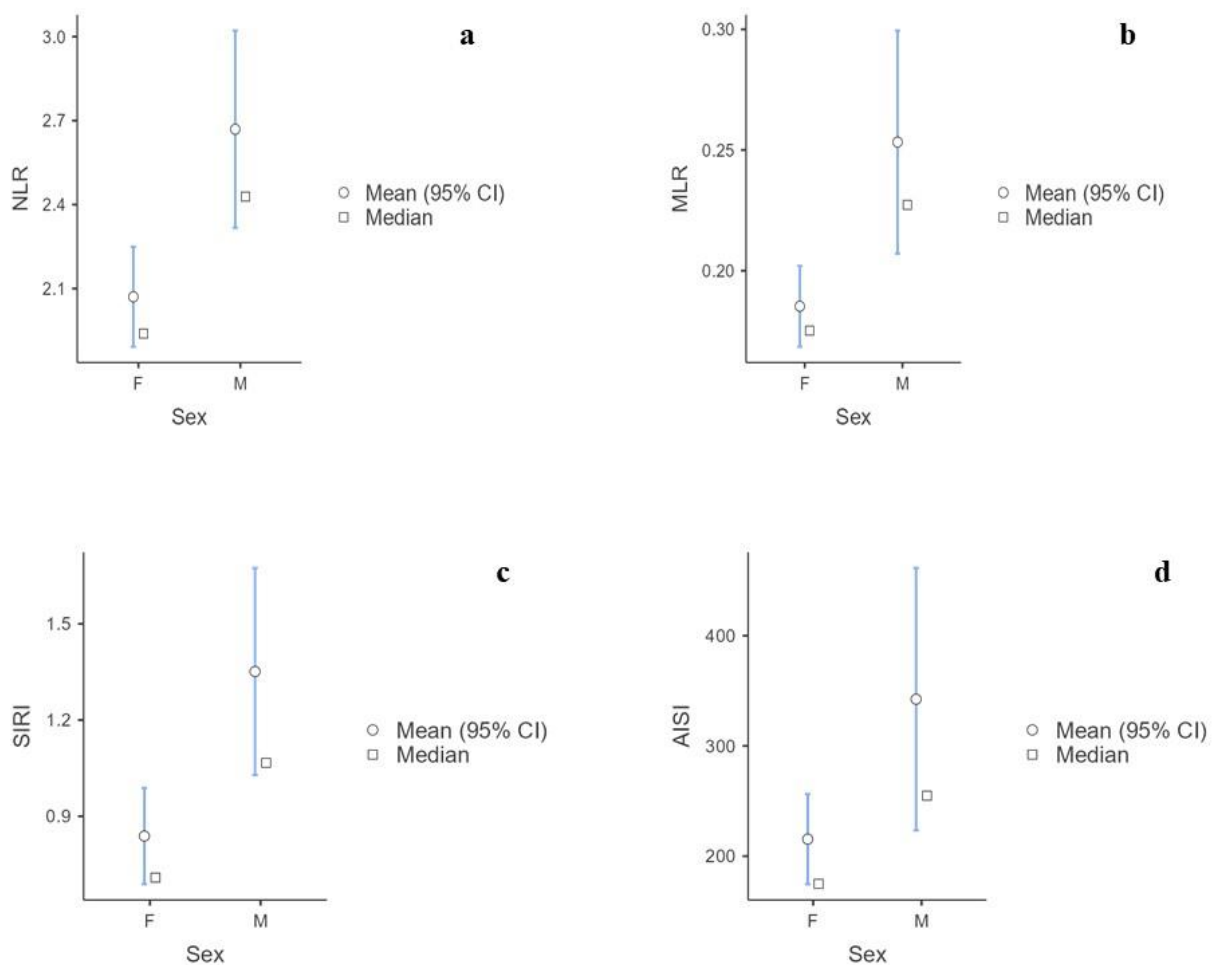 a
3.0
2.7
2.4
2.1
NLR
Mean (95% CI)
Median
F M
Sex
b
0.30
0.25
0.20
MLR
Mean (95% CI)
Median
F M
Sex
c
1.5
1.2
0.9
SIRI
Mean (95% CI)
Median
F M
Sex
d
400
300
200
AISI
Mean (95% CI)
Median
F M
Sex